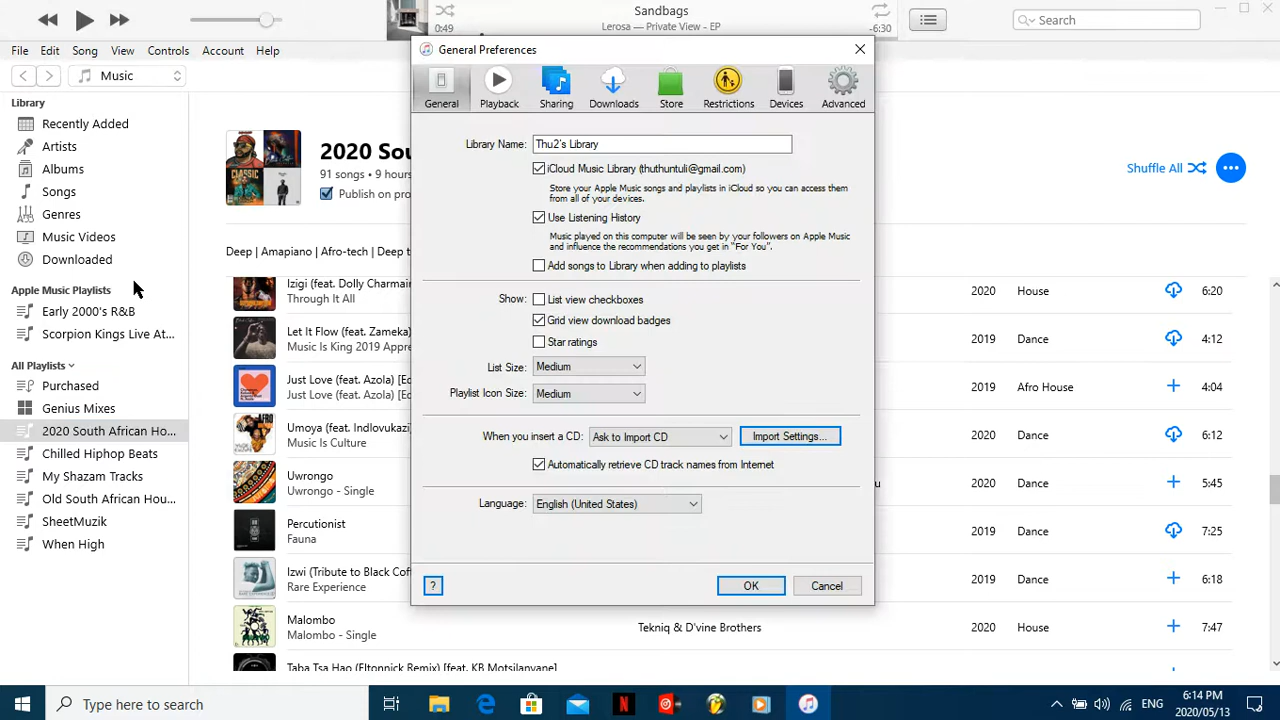 Sandbags
0:49
Lerosa — Private View - EP
-6:30
Search
File Edit Song View Controls Account Help
Music
General Preferences
General Playback Sharing Downloads Store Restrictions Devices Advanced
Library
Recently Added
Artists
Albums
Songs
Genres
Music Videos
Downloaded
Apple Music Playlists
Early 2000's R&B
Scorpion Kings Live At...
All Playlists
Purchased
Genius Mixes
2020 South African Ho...
Chilled Hiphop Beats
My Shazam Tracks
Old South African Hou...
SheetMuzik
When High
CLASSIC
2020 Sou
91 songs • 9 hours
Publish on pro
Shuffle All
Deep | Amapiano | Afro-tech | Deep t
Library Name: Thu2's Library
iCloud Music Library (thuthuntuli@gmail.com)
Store your Apple Music songs and playlists in iCloud so you can access them
from all of your devices.
Use Listening History
Music played on this computer will be seen by your followers on Apple Music
and influence the recommendations you get in "For You".
Add songs to Library when adding to playlists
Show: List view checkboxes
Grid view download badges
Star ratings
List Size: Medium
Playlist Icon Size: Medium
When you insert a CD: Ask to Import CD Import Settings...
Automatically retrieve CD track names from Internet
Language: English (United States)
? OK Cancel
Izigi (feat. Dolly Charmain
Through It All
2020 House 6:20
Let It Flow (feat. Zameka)
Music Is King 2019 Appre
2020 Dance 4:12
Just Love (feat. Azola) [Ed
Just Love (feat. Azola) [Ed
2019 Afro House 4:04
Umoya (feat. Indlovukazi)
Music Is Culture
2020 Dance 6:12
Uwrongo
Uwrongo - Single
2020 Dance 5:45
Percutionist
Fauna
2019 Dance 7:25
Izwi (Tribute to Black Coff
Rare Experience
2020 Dance 6:18
Malombo
Malombo - Single
Tekniq & D'vine Brothers 2020 House 7:47
Taba Tsa Hao (Eltonnick Remix) [feat. KB Motsilanyane]
Type here to search
ENG
6:14 PM
2020/05/13